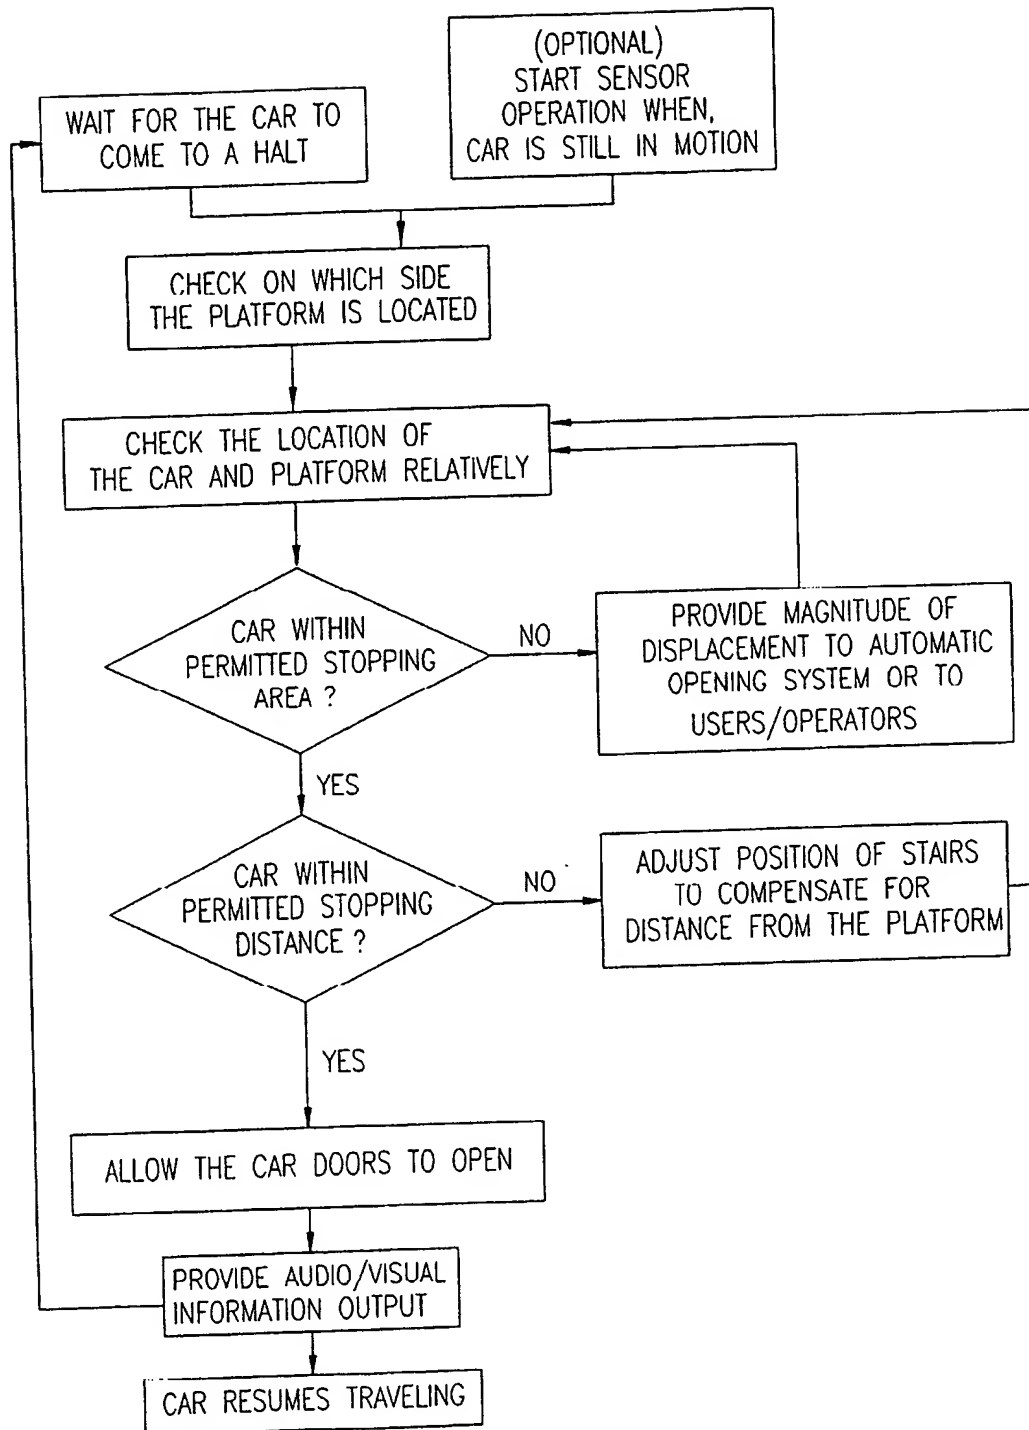 (OPTIONAL)
START SENSOR
OPERATION WHEN,
CAR IS STILL IN MOTION
WAIT FOR THE CAR TO
COME TO A HALT
CHECK ON WHICH SIDE
THE PLATFORM IS LOCATED
CHECK THE LOCATION OF
THE CAR AND PLATFORM RELATIVELY
CAR WITHIN
PERMITTED STOPPING
AREA ?
NO
PROVIDE MAGNITUDE OF
DISPLACEMENT TO AUTOMATIC
OPENING SYSTEM OR TO
USERS/OPERATORS
YES
CAR WITHIN
PERMITTED STOPPING
DISTANCE ?
NO
ADJUST POSITION OF STAIRS
TO COMPENSATE FOR
DISTANCE FROM THE PLATFORM
YES
ALLOW THE CAR DOORS TO OPEN
PROVIDE AUDIO/VISUAL
INFORMATION OUTPUT
CAR RESUMES TRAVELING